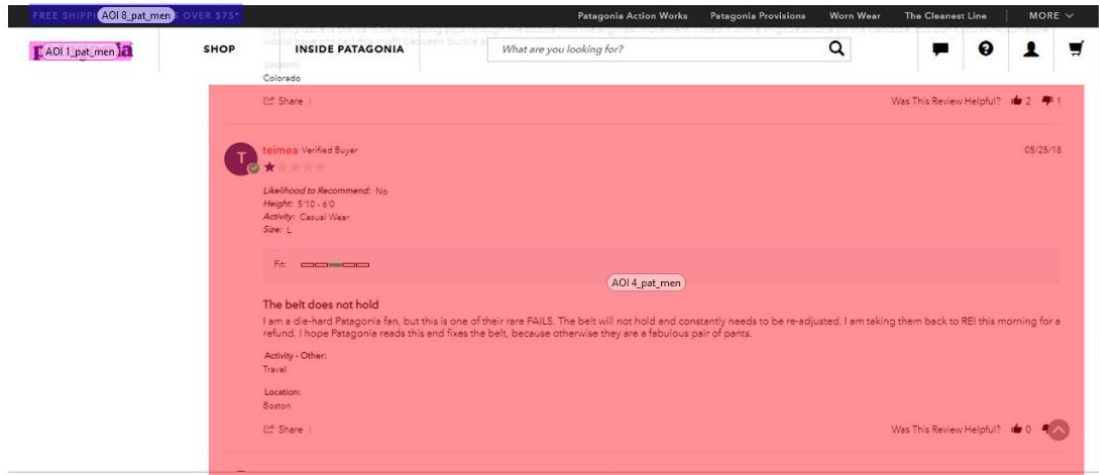 FREE SHIPPI AOI 8_pat_men OVER $75* Patagonia Action Works Patagonia Provisions Worn Wear The Cleanest Line MORE
AOI 1_pat_men a SHOP INSIDE PATAGONIA What are you looking for?
Location:
Colorado
Share | Was This Review Helpful? 2 1
T teimea Verified Buyer 05/25/18
Likelihood to Recommend: No
Height: 5'10 - 6'0
Activity: Casual Wear
Size: L
Fit:
AOI 4_pat_men
The belt does not hold
I am a die-hard Patagonia fan, but this is one of their rare FAILS. The belt will not hold and constantly needs to be re-adjusted. I am taking them back to REI this morning for a
refund. I hope Patagonia reads this and fixes the belt, because otherwise they are a fabulous pair of pants.
Activity - Other:
Travel
Location:
Boston
Share | Was This Review Helpful? 0